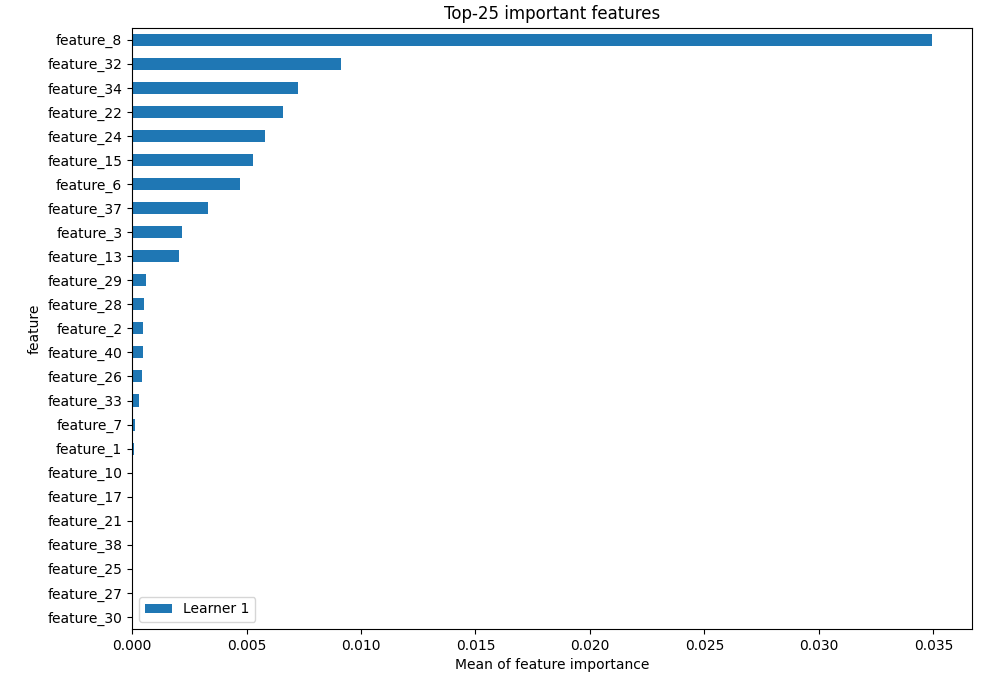 Top-25 important features
feature_8
feature_32
feature_34
feature_22
feature_24
feature_15
feature_6
feature_37
feature_3
feature_13
feature_29
feature_28
feature_2
feature_40
feature_26
feature_33
feature_7
feature_1
feature_10
feature_17
feature_21
feature_38
feature_25
feature_27
feature_30
feature
Learner 1
0.000 0.005 0.010 0.015 0.020 0.025 0.030 0.035
Mean of feature importance